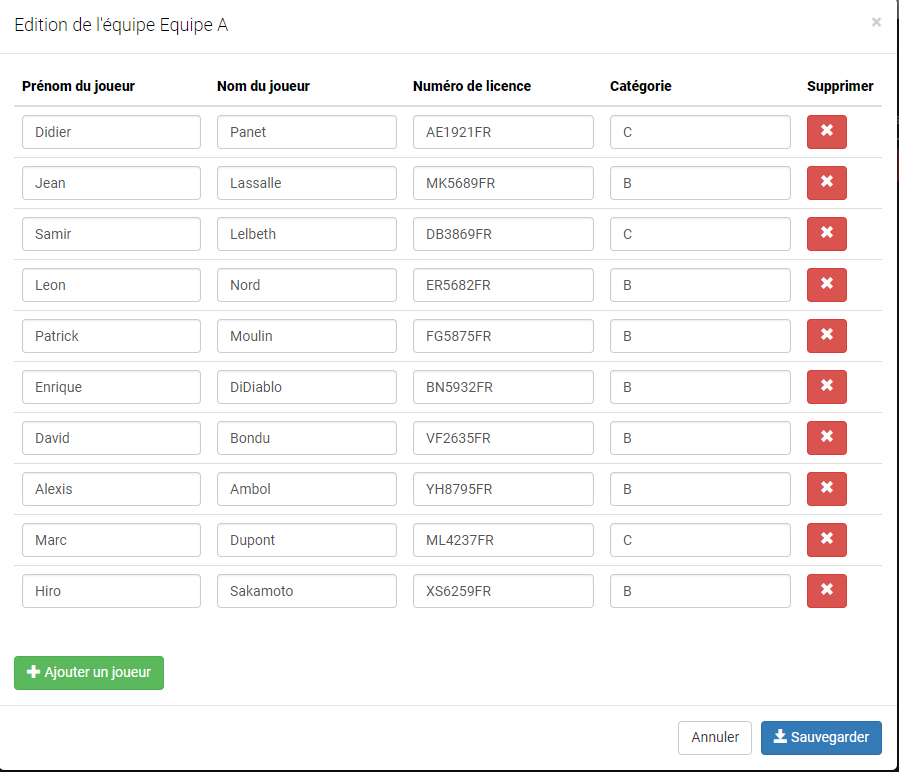 Edition de l'équipe Equipe A ×
Prénom du joueur Nom du joueur Numéro de licence Catégorie Supprimer
Didier Panet AE1921FR C
Jean Lassalle MK5689FR B
Samir Lelbeth DB3869FR C
Leon Nord ER5682FR B
Patrick Moulin FG5875FR B
Enrique DiDiablo BN5932FR B
David Bondu VF2635FR B
Alexis Ambol YH8795FR B
Marc Dupont ML4237FR C
Hiro Sakamoto XS6259FR B
Ajouter un joueur
Annuler Sauvegarder